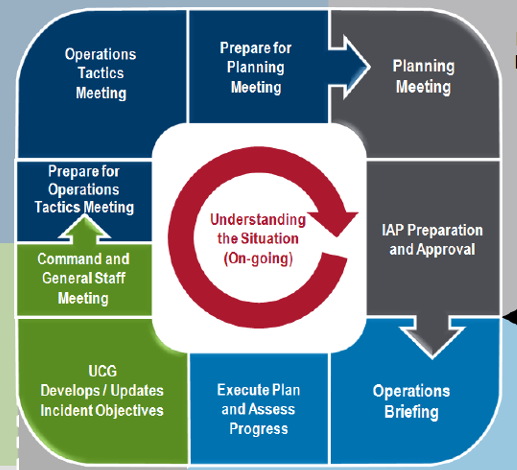 Operations
Tactics
Meeting
Prepare for
Planning
Meeting
Planning
Meeting
Prepare for
Operations
Tactics Meeting
Understanding
the Situation
(On-going)
IAP Preparation
and Approval
Command and
General Staff
Meeting
UCG
Develops / Updates
Incident Objectives
Execute Plan
and Assess
Progress
Operations
Briefing